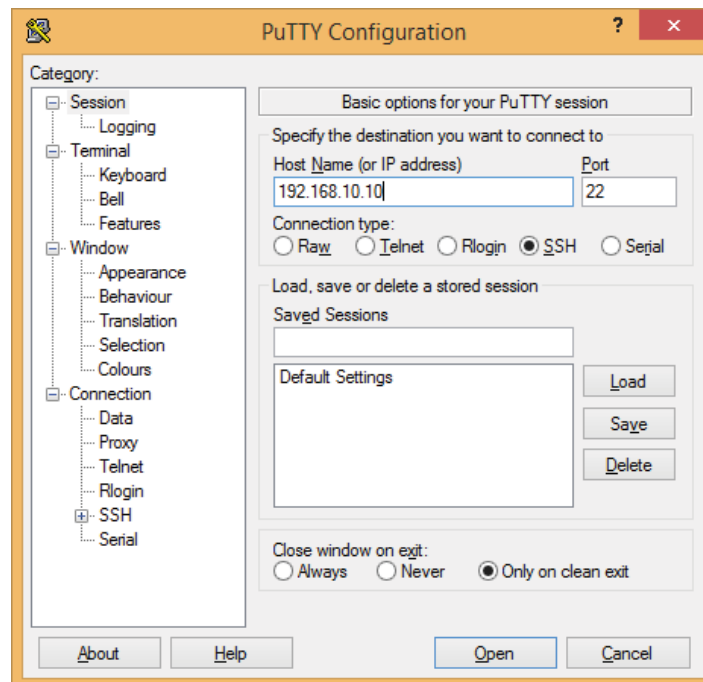 PuTTY Configuration
?
×
Category:
Session
Logging
Terminal
Keyboard
Bell
Features
Window
Appearance
Behaviour
Translation
Selection
Colours
Connection
Data
Proxy
Telnet
Rlogin
SSH
Serial
Basic options for your PuTTY session
Specify the destination you want to connect to
Host Name (or IP address) Port
192.168.10.10 22
Connection type:
Raw Telnet Rlogin SSH Serial
Load, save or delete a stored session
Saved Sessions
Default Settings
Load
Save
Delete
Close window on exit:
Always Never Only on clean exit
About Help Open Cancel